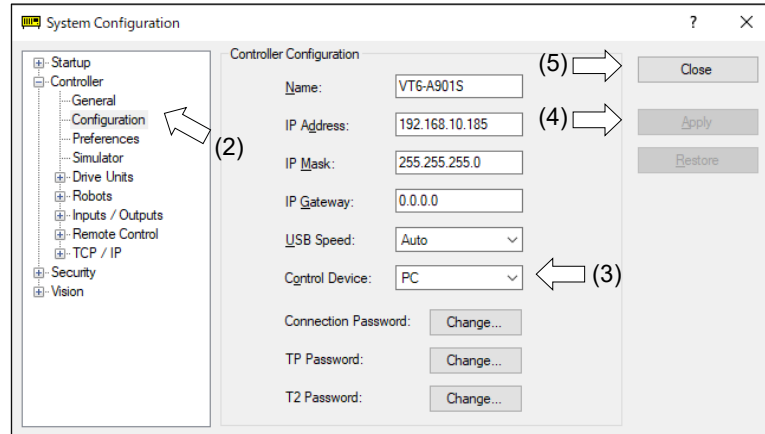 System Configuration
? ×
Startup
Controller
General
Configuration
Preferences
Simulator
Drive Units
Robots
Inputs / Outputs
Remote Control
TCP / IP
Security
Vision
(2)
Controller Configuration
Name: VT6-A901S
IP Address: 192.168.10.185
IP Mask: 255.255.255.0
IP Gateway: 0.0.0.0
USB Speed: Auto
Control Device: PC
(3)
Connection Password: Change...
TP Password: Change...
T2 Password: Change...
(5)
Close
(4)
Apply
Restore